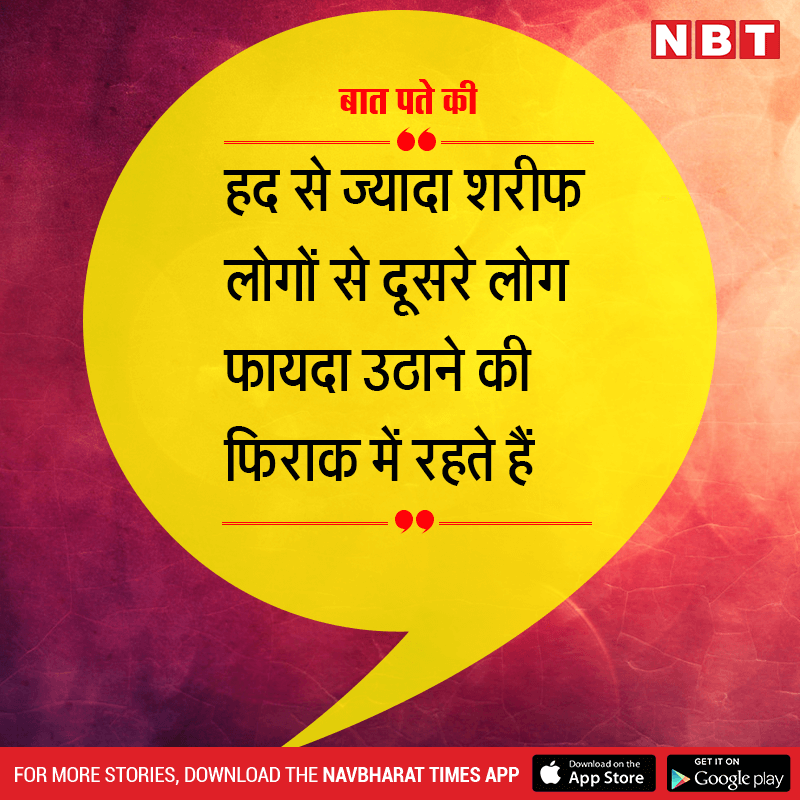 NBT
बात पते की
हद से ज्यादा शरीफ
लोगों से दूसरे लोग
फायदा उठाने की
फिराक में रहते हैं
FOR MORE STORIES, DOWNLOAD THE NAVBHARAT TIMES APP
Download on the
App Store
GET IT ON
Google play